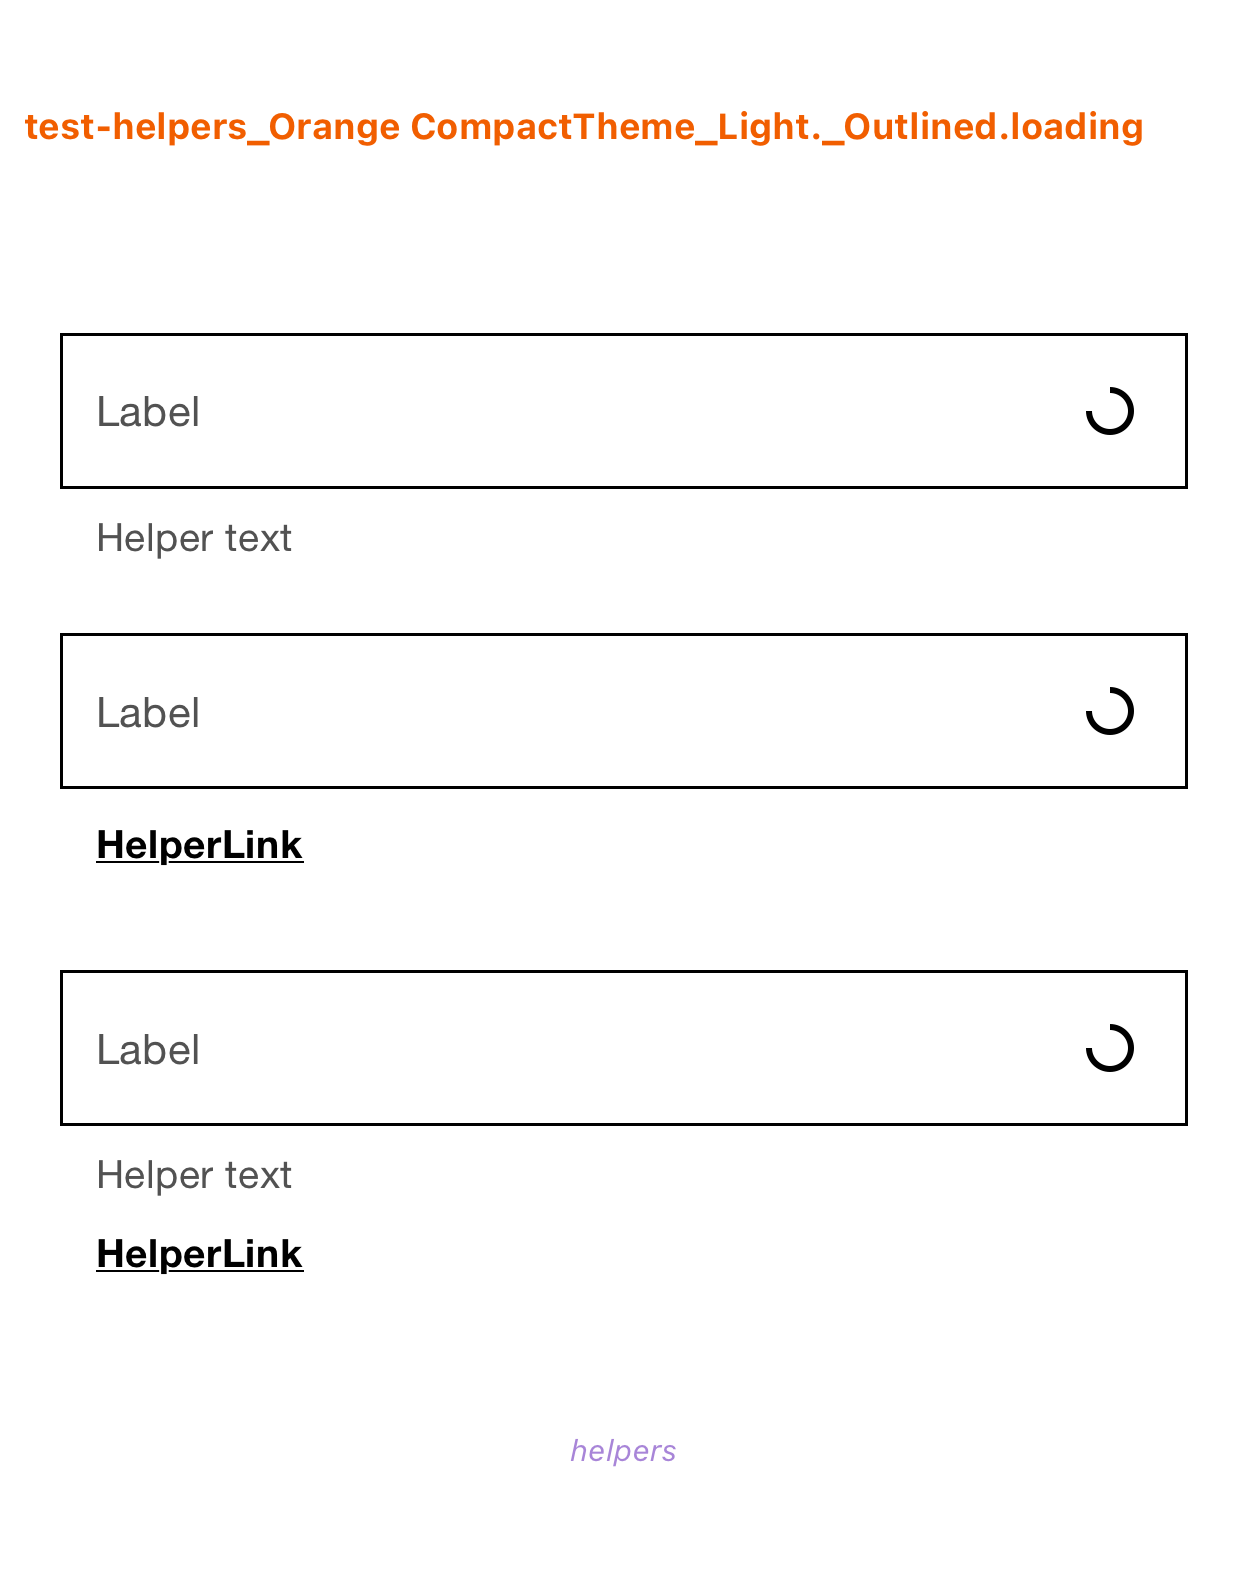 test-helpers_Orange CompactTheme_Light._Outlined.loading
Label
Helper text
Label
HelperLink
Label
Helper text
HelperLink
helpers